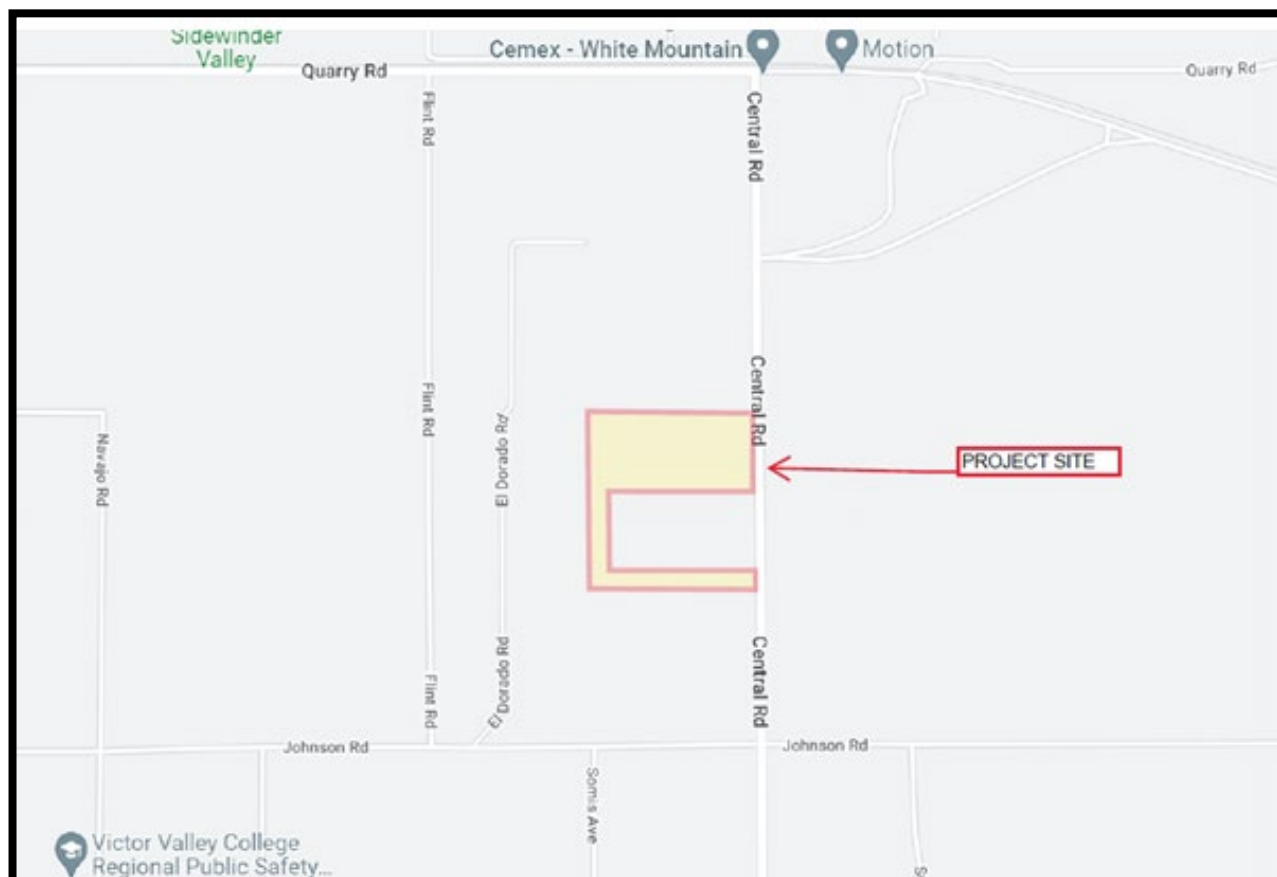 Sidewinder
Valley
Cemex - White Mountain
Motion
Quarry Rd
Quarry Rd
Flint Rd
Central Rd
Central Rd
Flint Rd
El Dorado Rd
Navajo Rd
PROJECT SITE
El Dorado Rd
Central Rd
Flint Rd
Johnson Rd
Johnson Rd
Somis Ave
Victor Valley College
Regional Public Safety...